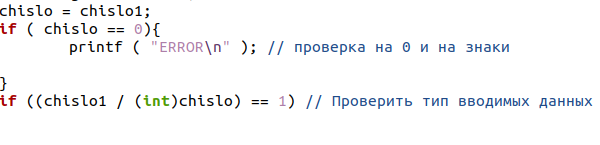 chislo = chislo1;
if ( chislo == 0){
printf ( "ERROR\n" ); // проверка на 0 и на знаки
}
if ((chislo1 / (int)chislo) == 1) // Проверить тип вводимых данных